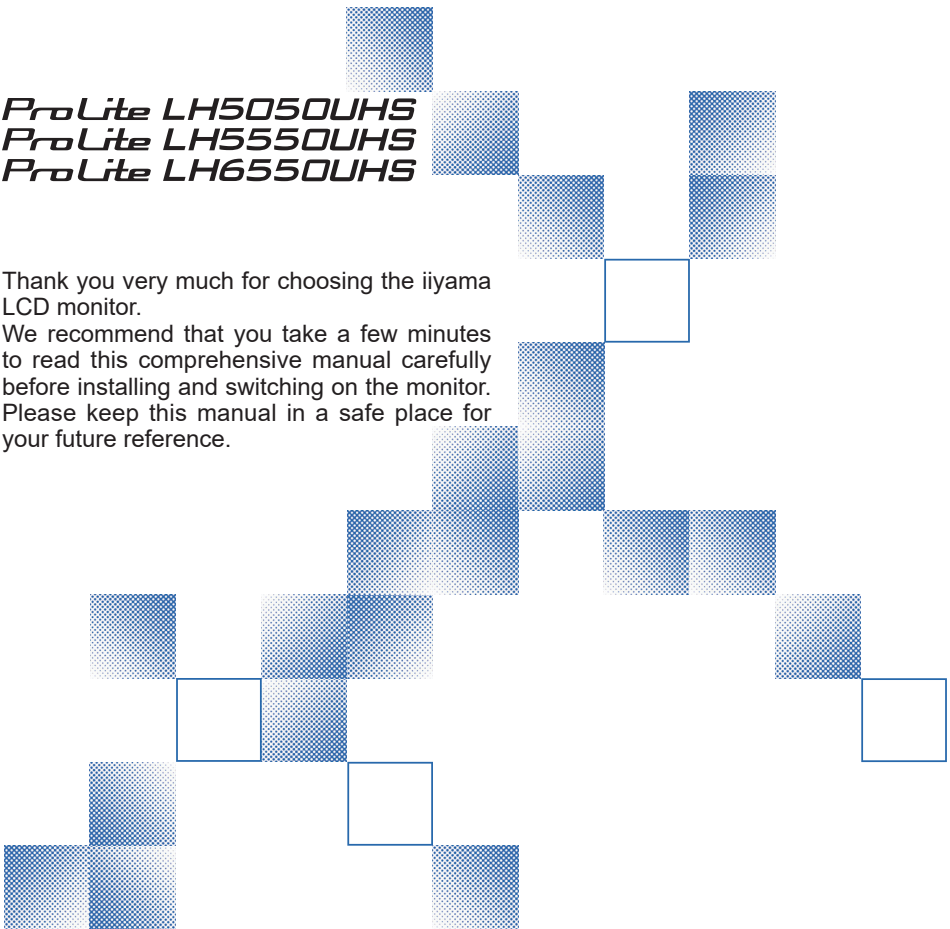 ProLite LH5050UHS
ProLite LH5550UHS
ProLite LH6550UHS
Thank you very much for choosing the iiyama
LCD monitor.
We recommend that you take a few minutes
to read this comprehensive manual carefully
before installing and switching on the monitor.
Please keep this manual in a safe place for
your future reference.